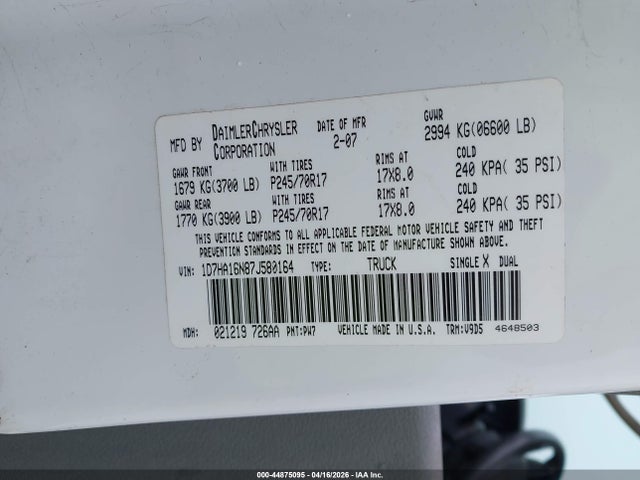 MFD BY DAIMLERCHRYSLER CORPORATION DATE OF MFR 2-07 GVWR 2994 KG(06600 LB)
GAWR FRONT WITH TIRES RIMS AT COLD
1679 KG(3700 LB) P245/70R17 17X8.0 240 KPA( 35 PSI)
GAWR REAR WITH TIRES RIMS AT COLD
1770 KG(3900 LB) P245/70R17 17X8.0 240 KPA( 35 PSI)
THIS VEHICLE CONFORMS TO ALL APPLICABLE FEDERAL MOTOR VEHICLE SAFETY AND THEFT
PREVENTION STANDARDS IN EFFECT ON THE DATE OF MANUFACTURE SHOWN ABOVE.
VIN: 1D7HA16N87J580164 TYPE: TRUCK SINGLE X DUAL
MDH: 021219 726AA PNT:PW7 VEHICLE MADE IN U.S.A. TRM:V9D5 4648503
000-44875095 - 04/16/2026 - IAAI, Inc.